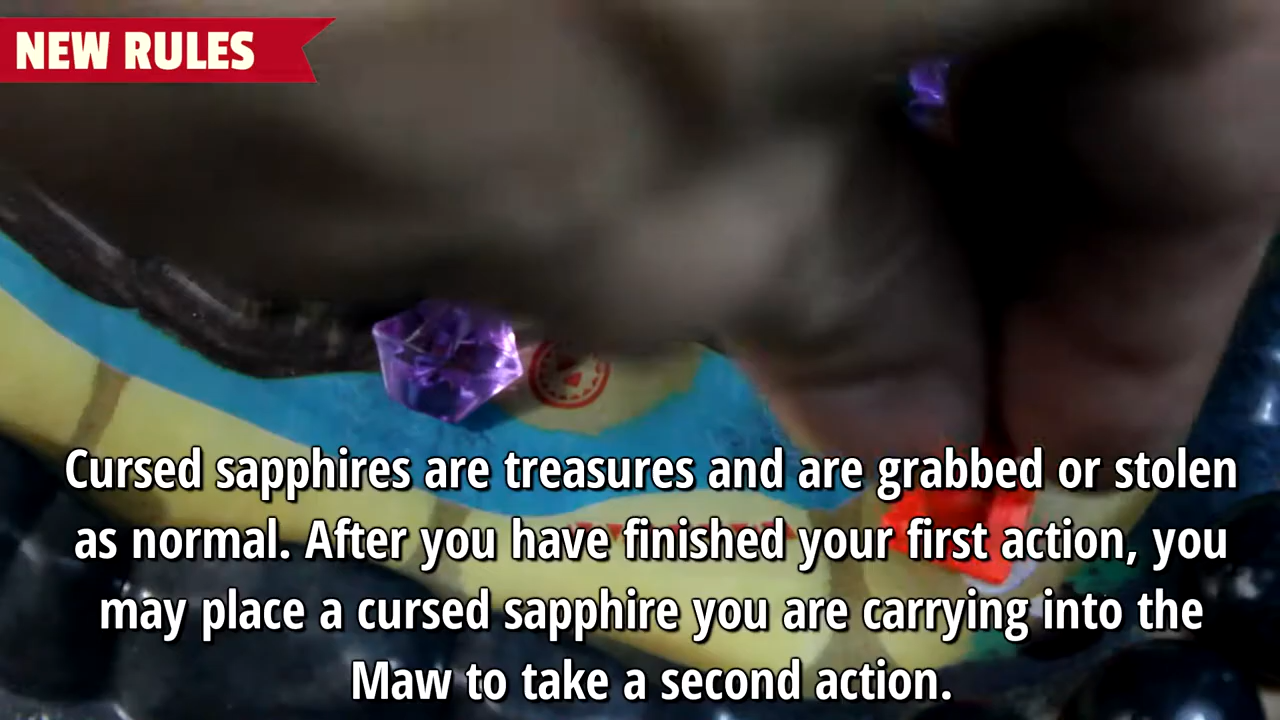 NEW RULES
Cursed sapphires are treasures and are grabbed or stolen
as normal. After you have finished your first action, you
may place a cursed sapphire you are carrying into the
Maw to take a second action.